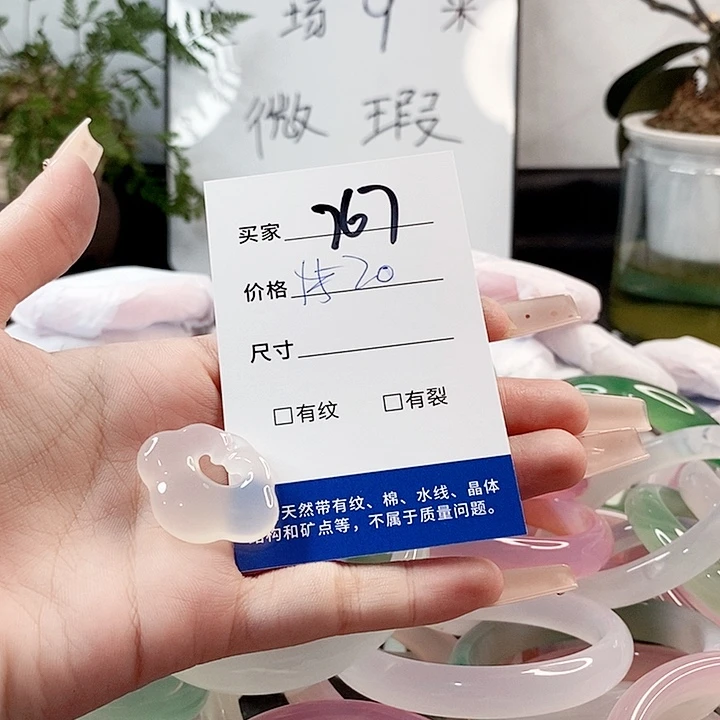 场9米
微瑕
买家 767
价格 特20
尺寸
□有纹 □有裂
天然带有纹、棉、水线、晶体
结构和矿点等，不属于质量问题。